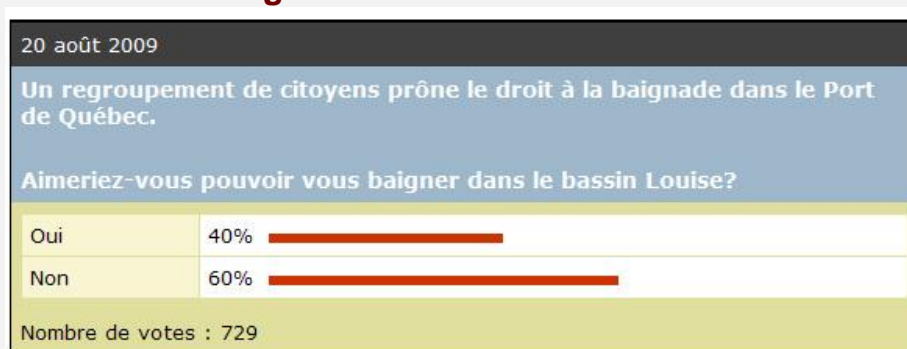 20 août 2009
Un regroupement de citoyens prône le droit à la baignade dans le Port
de Québec.
Aimeriez-vous pouvoir vous baigner dans le bassin Louise?
Oui 40%
Non 60%
Nombre de votes : 729